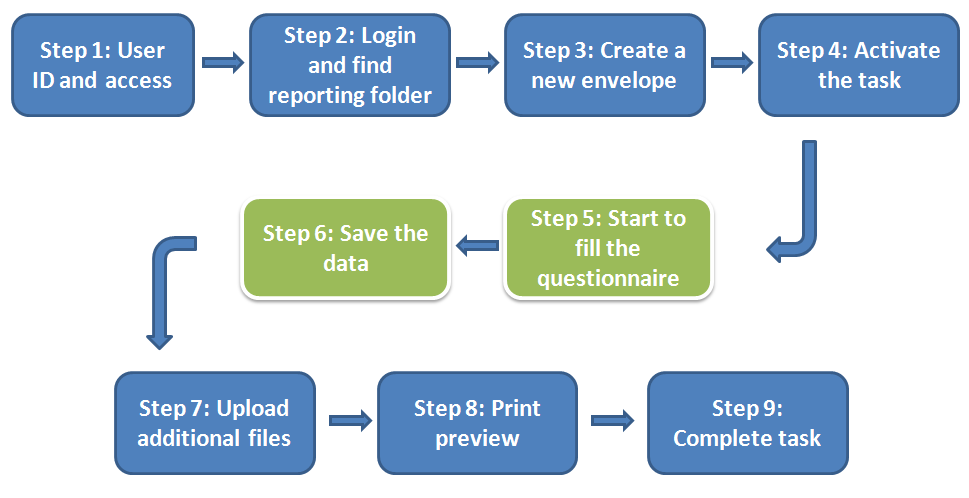 Step 1: User
ID and access
Step 2: Login
and find
reporting folder
Step 3: Create a
new envelope
Step 4: Activate
the task
Step 5: Start to
fill the
questionnaire
Step 6: Save the
data
Step 7: Upload
additional files
Step 8: Print
preview
Step 9:
Complete task